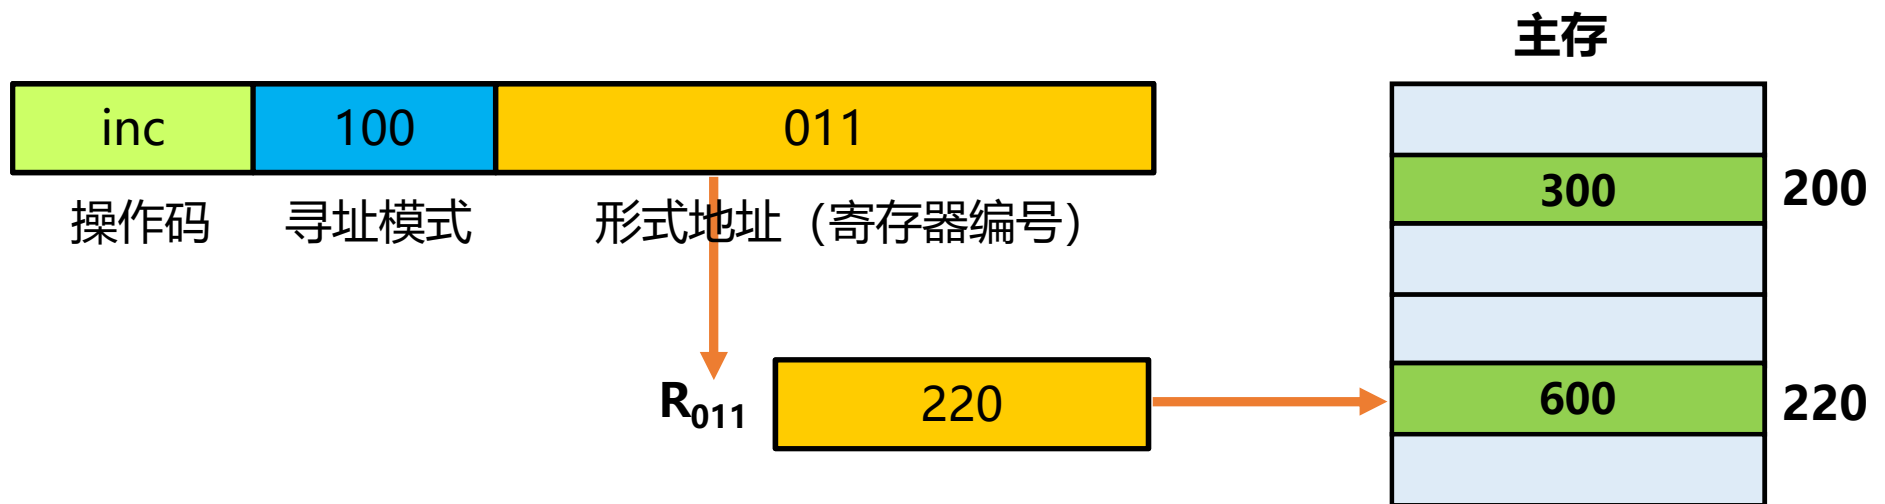 主存
inc 100 011
300 200
操作码 寻址模式 形式地址（寄存器编号）
R₀₁₁ 220 600 220